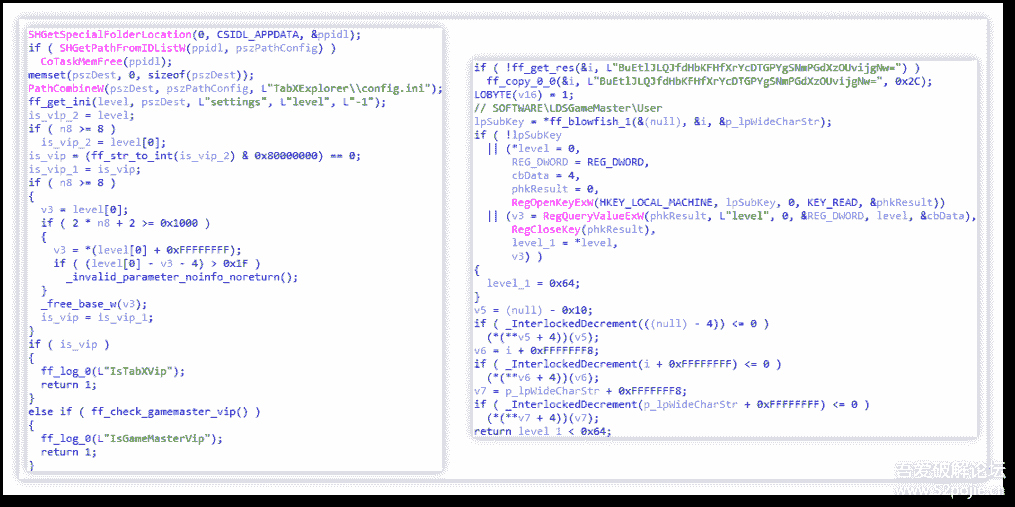 SHGetSpecialFolderLocation(0, CSIDL_APPDATA, &ppidl);
if ( SHGetPathFromIDListW(ppidl, pszPathConfig) )
CoTaskMemFree(ppidl);
memset(pszDest, 0, sizeof(pszDest));
PathCombineW(pszDest, pszPathConfig, L"TabXExplorer\\config.ini");
ff_get_ini(level, pszDest, L"settings", L"level", L"-1");
is_vip_2 = level;
if ( n8 >= 8 )
is_vip_2 = level[0];
is_vip = (ff_str_to_int(is_vip_2) & 0x80000000) == 0;
is_vip_1 = is_vip;
if ( n8 >= 8 )
{
v3 = level[0];
if ( 2 * n8 + 2 >= 0x1000 )
{
v3 = *(level[0] + 0xFFFFFFFF);
if ( (level[0] - v3 - 4) > 0x1F )
_invalid_parameter_noinfo_noreturn();
}
_free_base_w(v3);
is_vip = is_vip_1;
}
if ( is_vip )
{
ff_log_0(L"IsTabXVip");
return 1;
}
else if ( ff_check_gamemaster_vip() )
{
ff_log_0(L"IsGameMasterVip");
return 1;
}
if ( !ff_get_res(&i, L"BuEtlJLQJfdHbKFHfXrYcDTGPYgSNmPGdXzOUvijgNw=") )
ff_copy_0_0(&i, L"BuEtlJLQJfdHbKFHfXrYcDTGPYgSNmPGdXzOUvijgNw=", 0x2C);
LOBYTE(v16) = 1;
// SOFTWARE\LDSGameMaster\User
lpSubKey = *ff_blowfish_1(&(null), &i, &p_lpWideCharStr);
if ( !lpSubKey
|| (*level = 0,
REG_DWORD = REG_DWORD,
cbData = 4,
phkResult = 0,
RegOpenKeyExW(HKEY_LOCAL_MACHINE, lpSubKey, 0, KEY_READ, &phkResult))
|| (v3 = RegQueryValueExW(phkResult, L"level", 0, &REG_DWORD, level, &cbData),
RegCloseKey(phkResult),
level_1 = *level,
v3) )
{
level_1 = 0x64;
}
v5 = (null) - 0x10;
if ( _InterlockedDecrement(((null) - 4)) <= 0 )
(*(**v5 + 4))(v5);
v6 = i + 0xFFFFFFF8;
if ( _InterlockedDecrement(i + 0xFFFFFFFF) <= 0 )
(*(**v6 + 4))(v6);
v7 = p_lpWideCharStr + 0xFFFFFFF8;
if ( _InterlockedDecrement(p_lpWideCharStr + 0xFFFFFFFF) <= 0 )
(*(**v7 + 4))(v7);
return level_1 < 0x64;
吾爱破解论坛
www.52pojie.cn